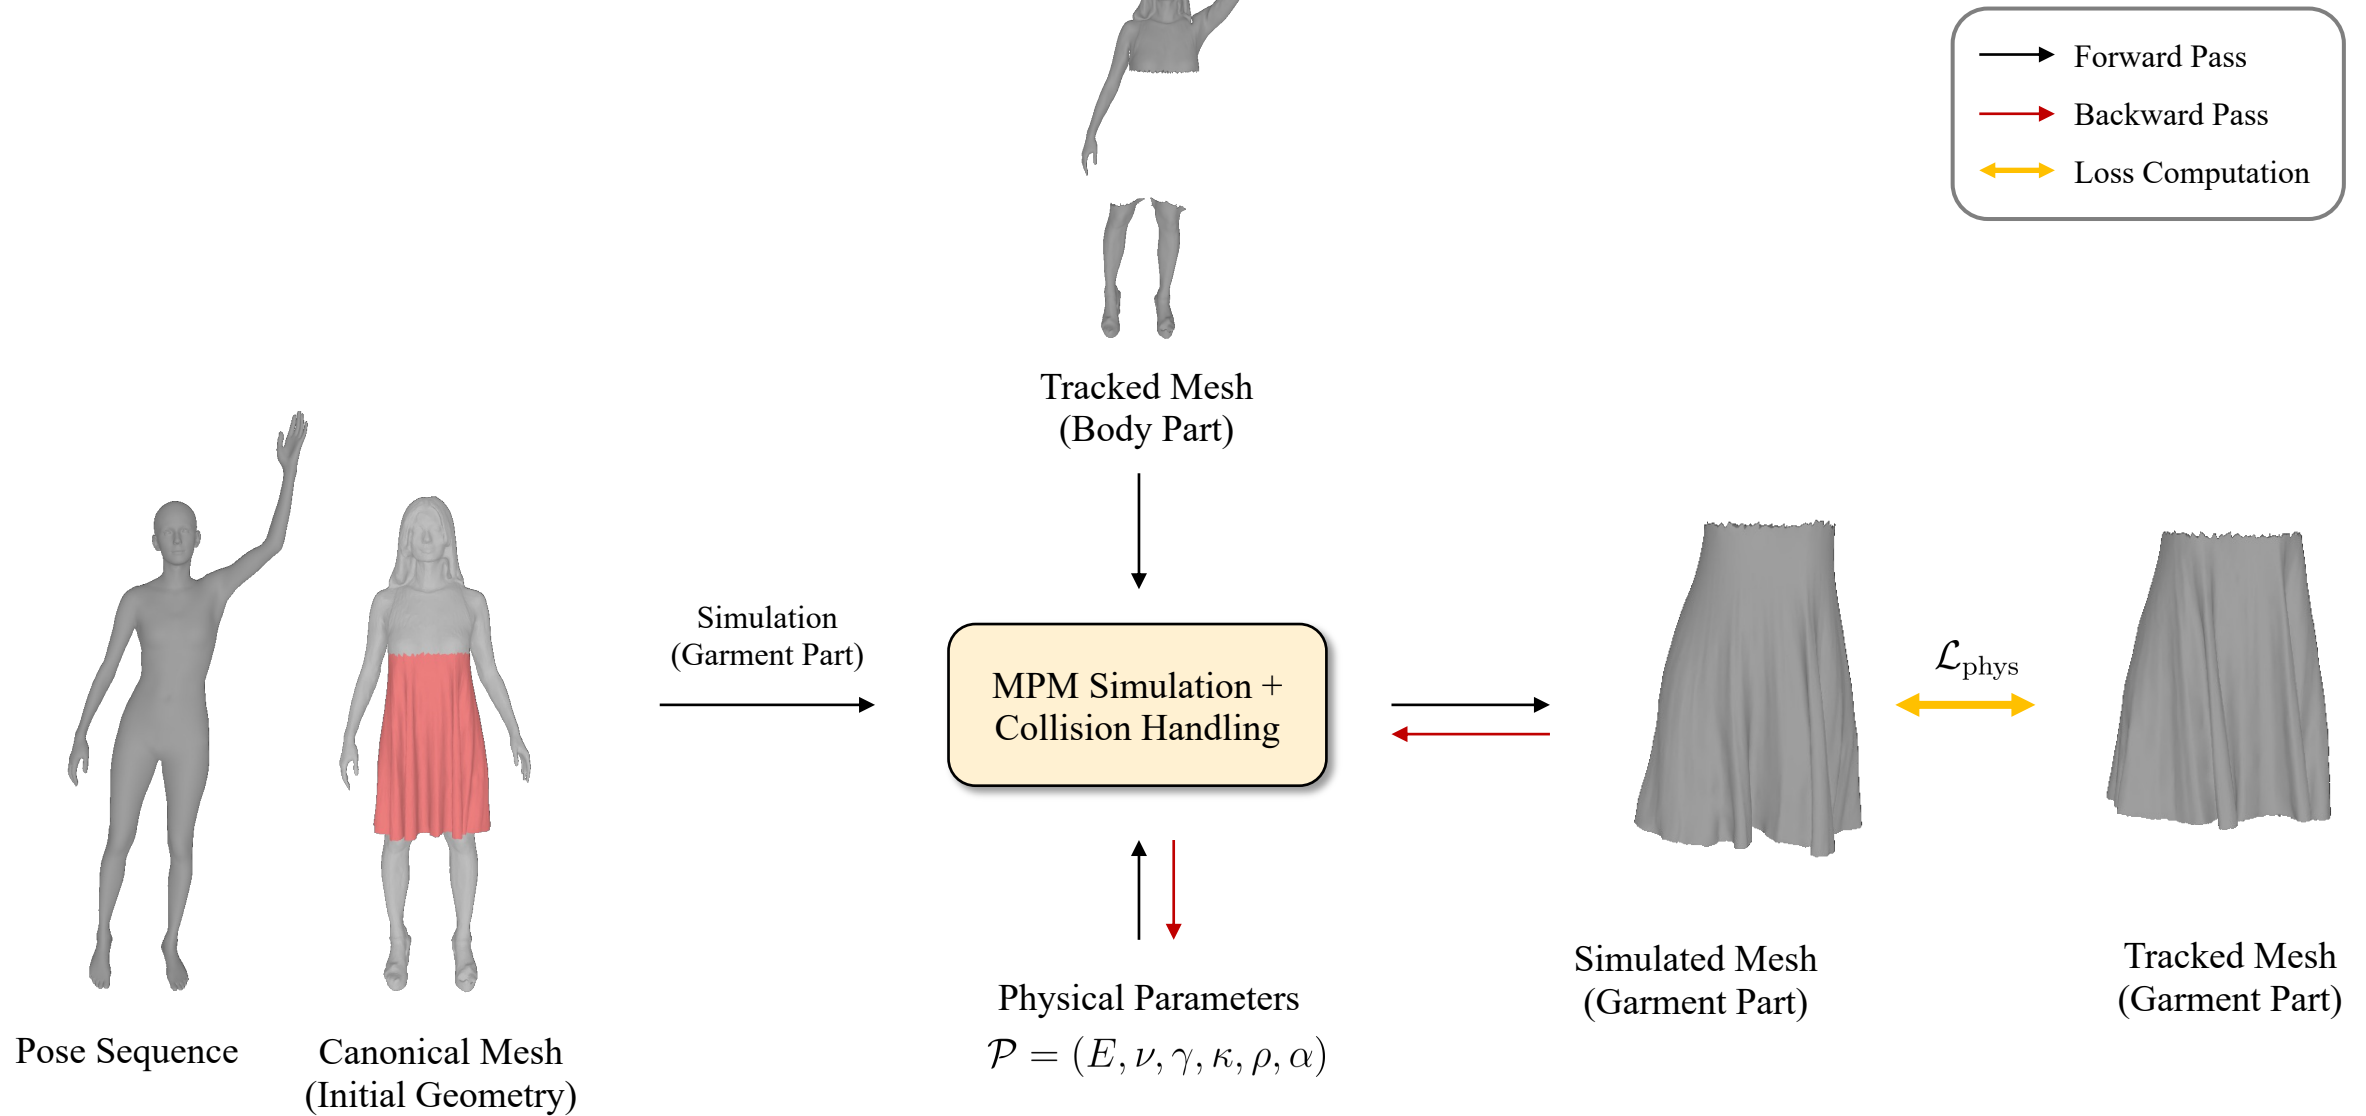 Forward Pass
Backward Pass
Loss Computation
Tracked Mesh
(Body Part)
Simulation
(Garment Part)
MPM Simulation +
Collision Handling
ℒphys
Physical Parameters
𝒫 = (E, ν, γ, κ, ρ, α)
Simulated Mesh
(Garment Part)
Tracked Mesh
(Garment Part)
Pose Sequence
Canonical Mesh
(Initial Geometry)